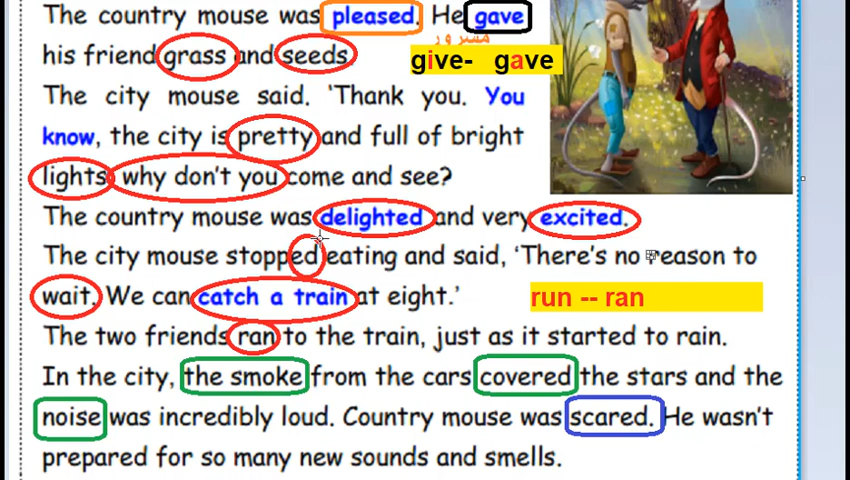 The country mouse was pleased. He gave
مسرور
his friend grass and seeds.
give- gave
The city mouse said. ‘Thank you. You
know, the city is pretty and full of bright
lights why don't you come and see?
The country mouse was delighted and very excited.
The city mouse stopped eating and said, ‘There's no reason to
wait. We can catch a train at eight.’
run -- ran
The two friends ran to the train, just as it started to rain.
In the city, the smoke from the cars covered the stars and the
noise was incredibly loud. Country mouse was scared. He wasn't
prepared for so many new sounds and smells.